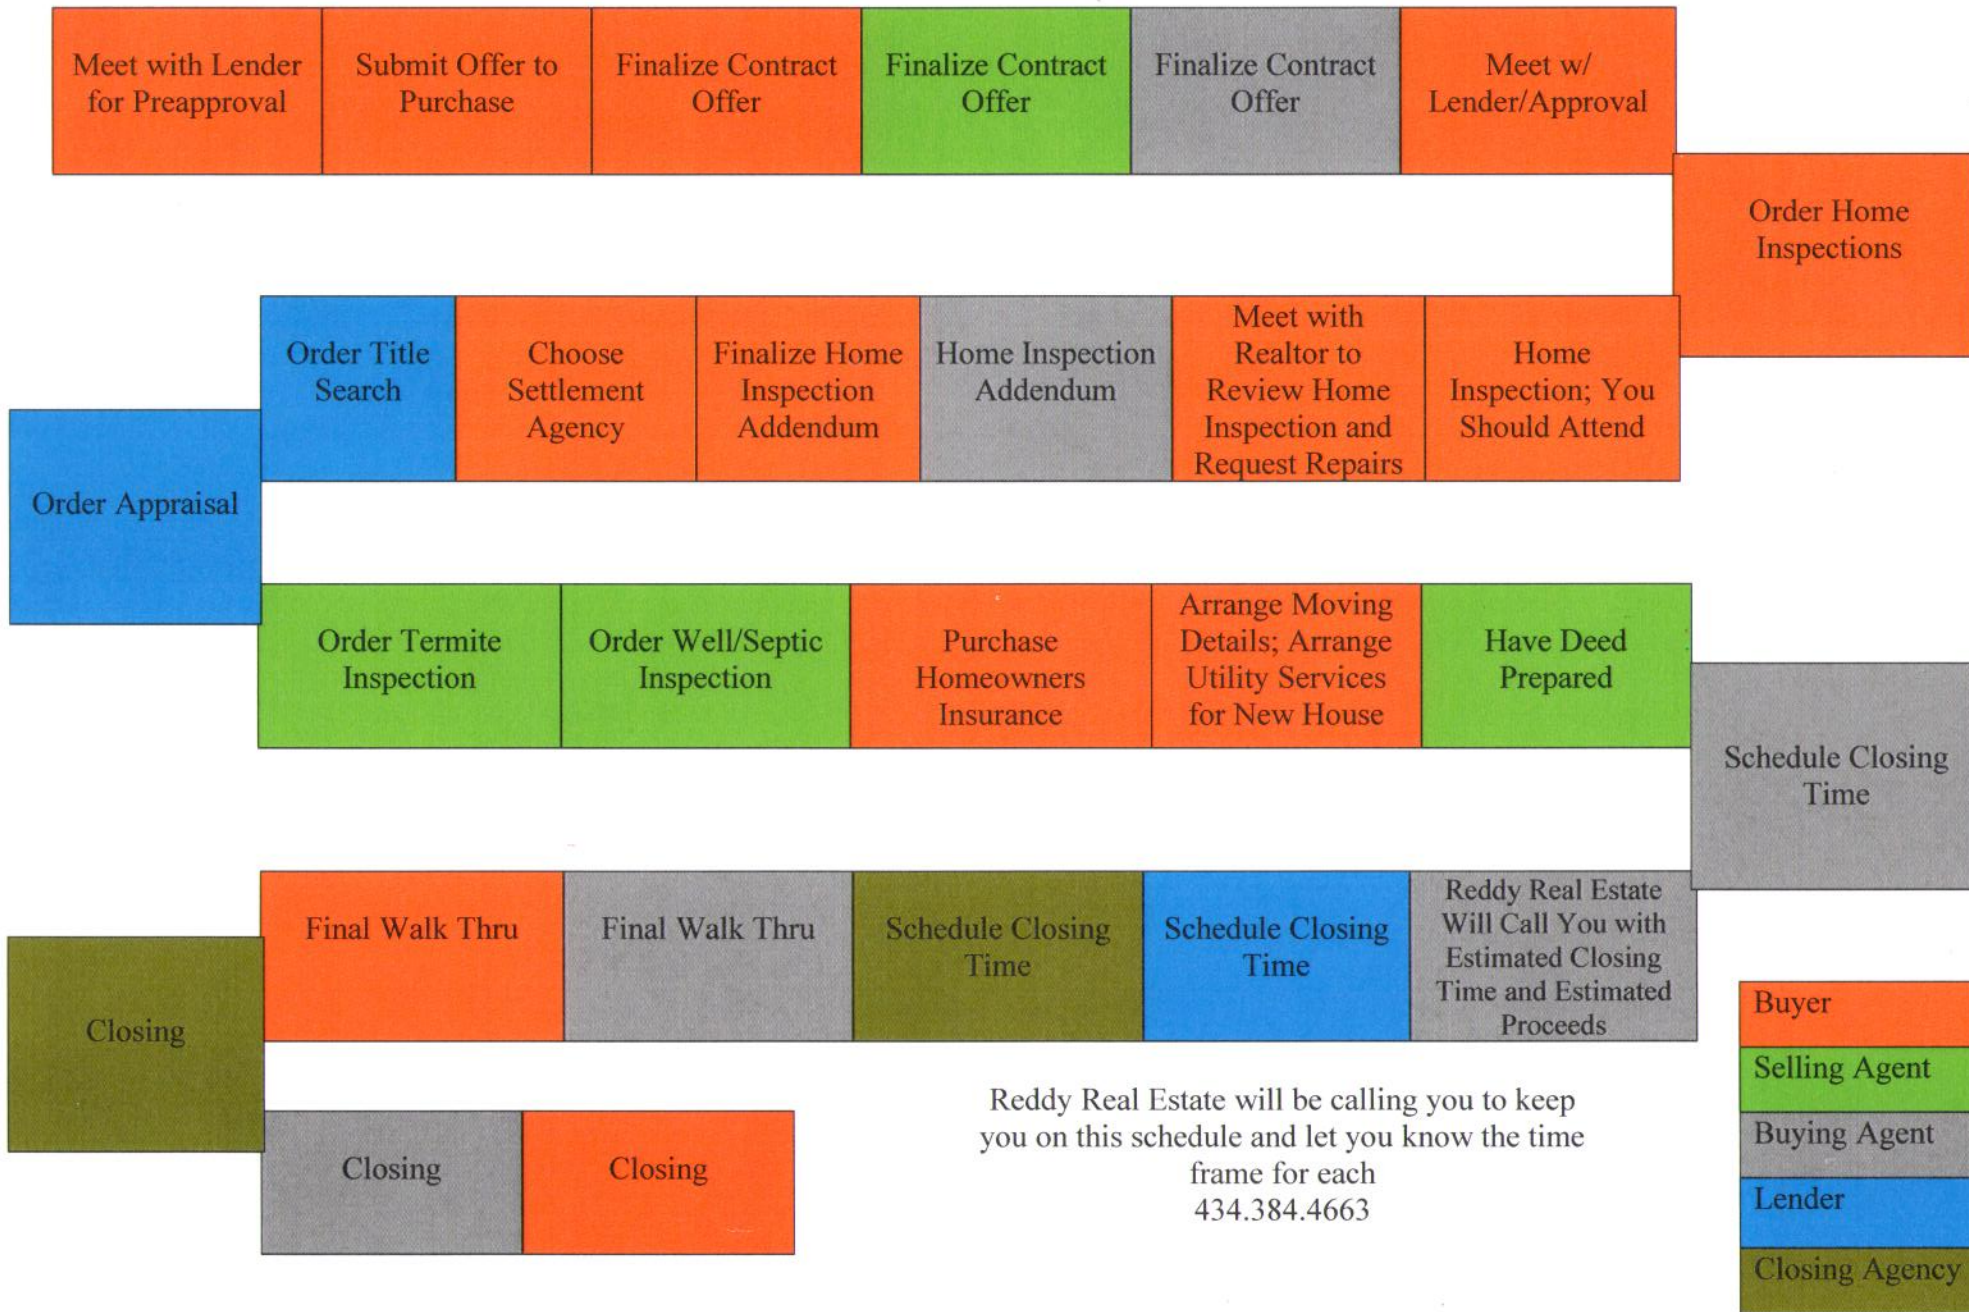 Meet with Lender
for Preapproval
Submit Offer to
Purchase
Finalize Contract
Offer
Finalize Contract
Offer
Finalize Contract
Offer
Meet w/
Lender/Approval
Order Home
Inspections
Home
Inspection; You
Should Attend
Meet with
Realtor to
Review Home
Inspection and
Request Repairs
Home Inspection
Addendum
Finalize Home
Inspection
Addendum
Choose
Settlement
Agency
Order Title
Search
Order Appraisal
Order Termite
Inspection
Order Well/Septic
Inspection
Purchase
Homeowners
Insurance
Arrange Moving
Details; Arrange
Utility Services
for New House
Have Deed
Prepared
Schedule Closing
Time
Reddy Real Estate
Will Call You with
Estimated Closing
Time and Estimated
Proceeds
Schedule Closing
Time
Schedule Closing
Time
Final Walk Thru
Final Walk Thru
Closing
Closing
Closing
Reddy Real Estate will be calling you to keep
you on this schedule and let you know the time
frame for each
434.384.4663
Buyer
Selling Agent
Buying Agent
Lender
Closing Agency